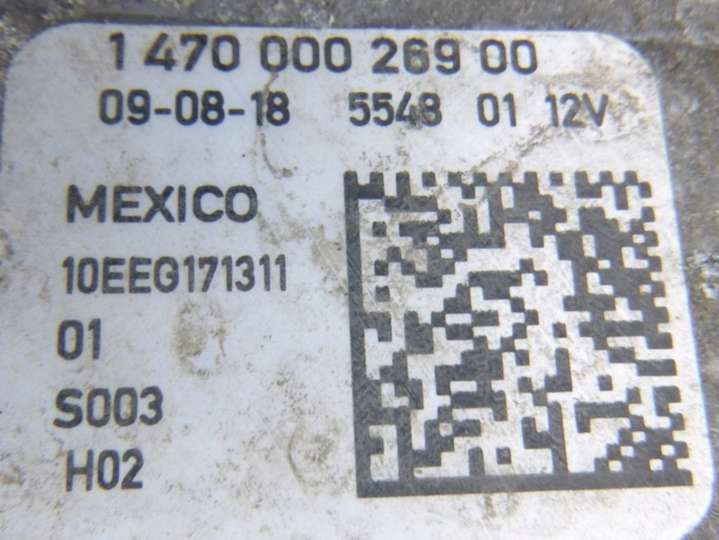 1 470 000 269 00
09-08-18 5548 01 12V
MEXICO
10EEG171311
01
S003
H02